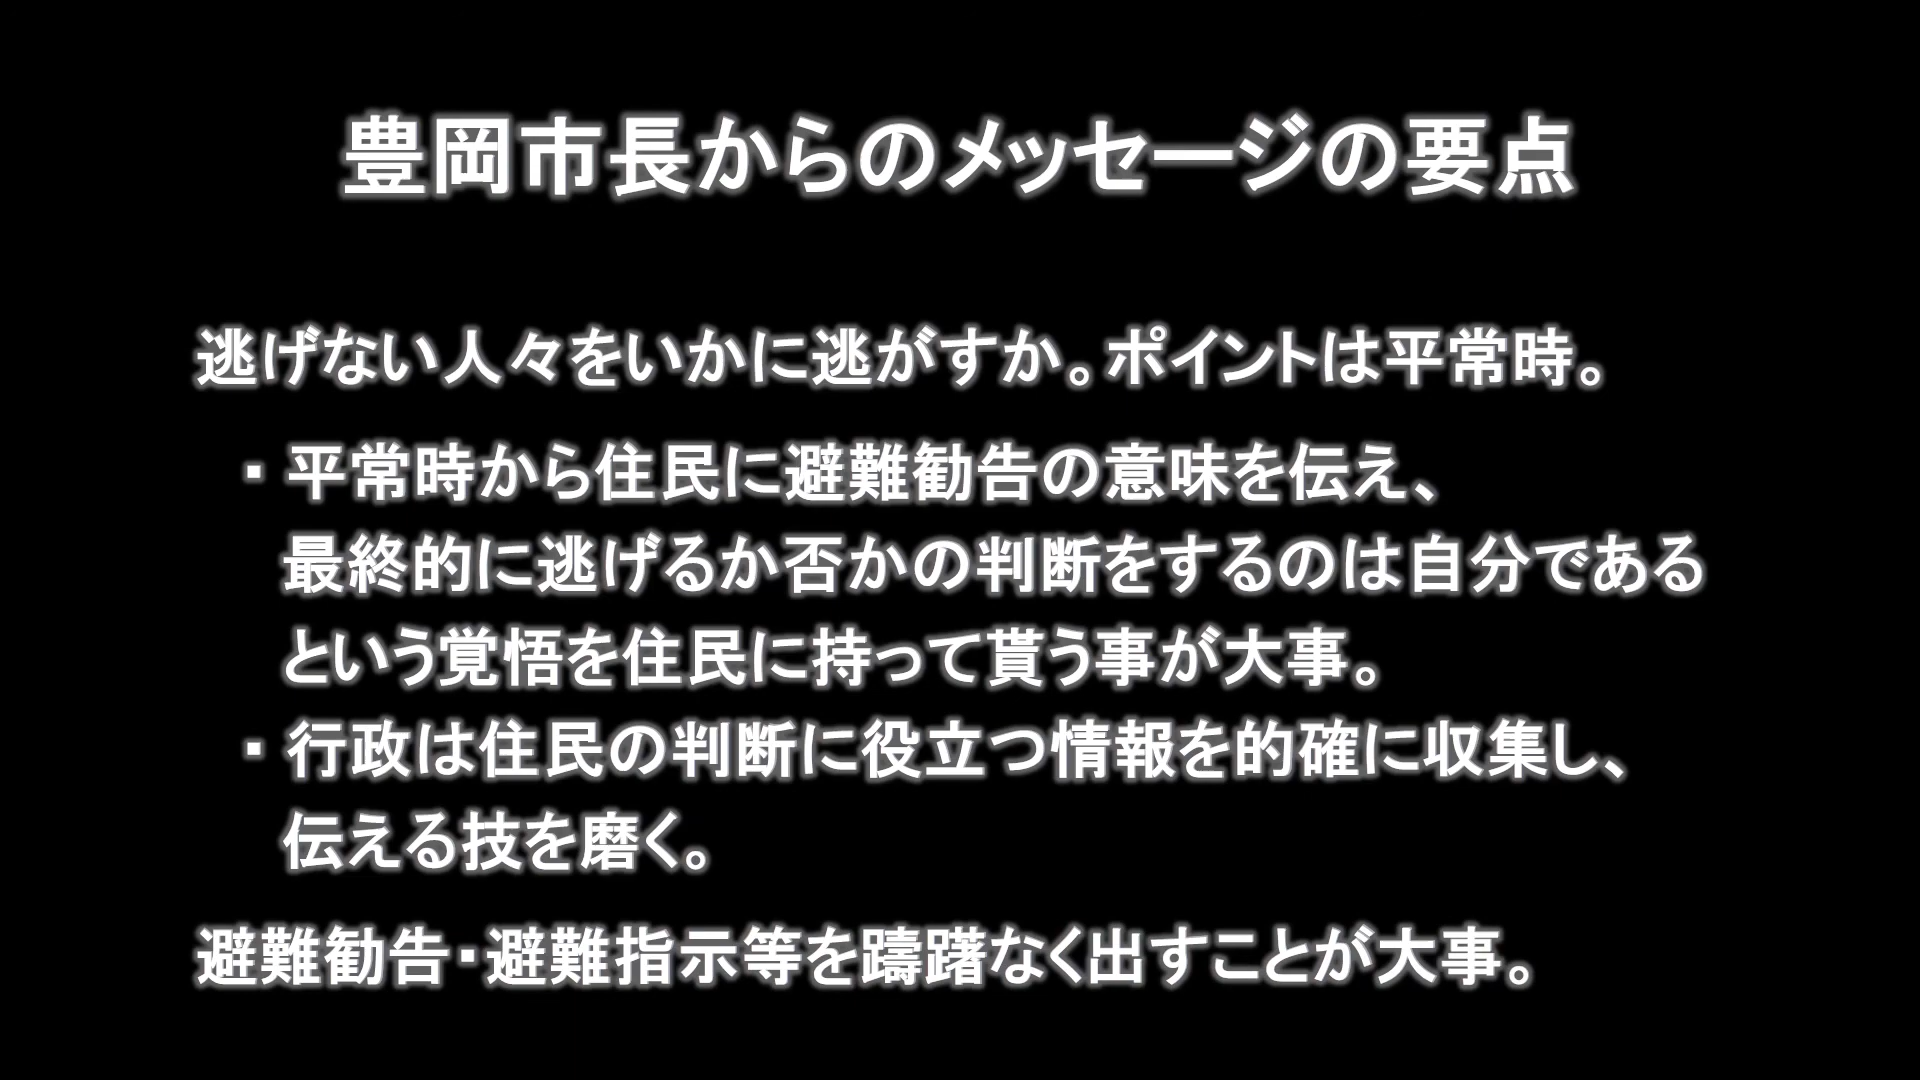 豊岡市長からのメッセージの要点
逃げない人々をいかに逃がすか。ポイントは平常時。
・平常時から住民に避難勧告の意味を伝え、
最終的に逃げるか否かの判断をするのは自分である
という覚悟を住民に持って貰う事が大事。
・行政は住民の判断に役立つ情報を的確に収集し、
伝える技を磨く。
避難勧告・避難指示等を躊躇なく出すことが大事。